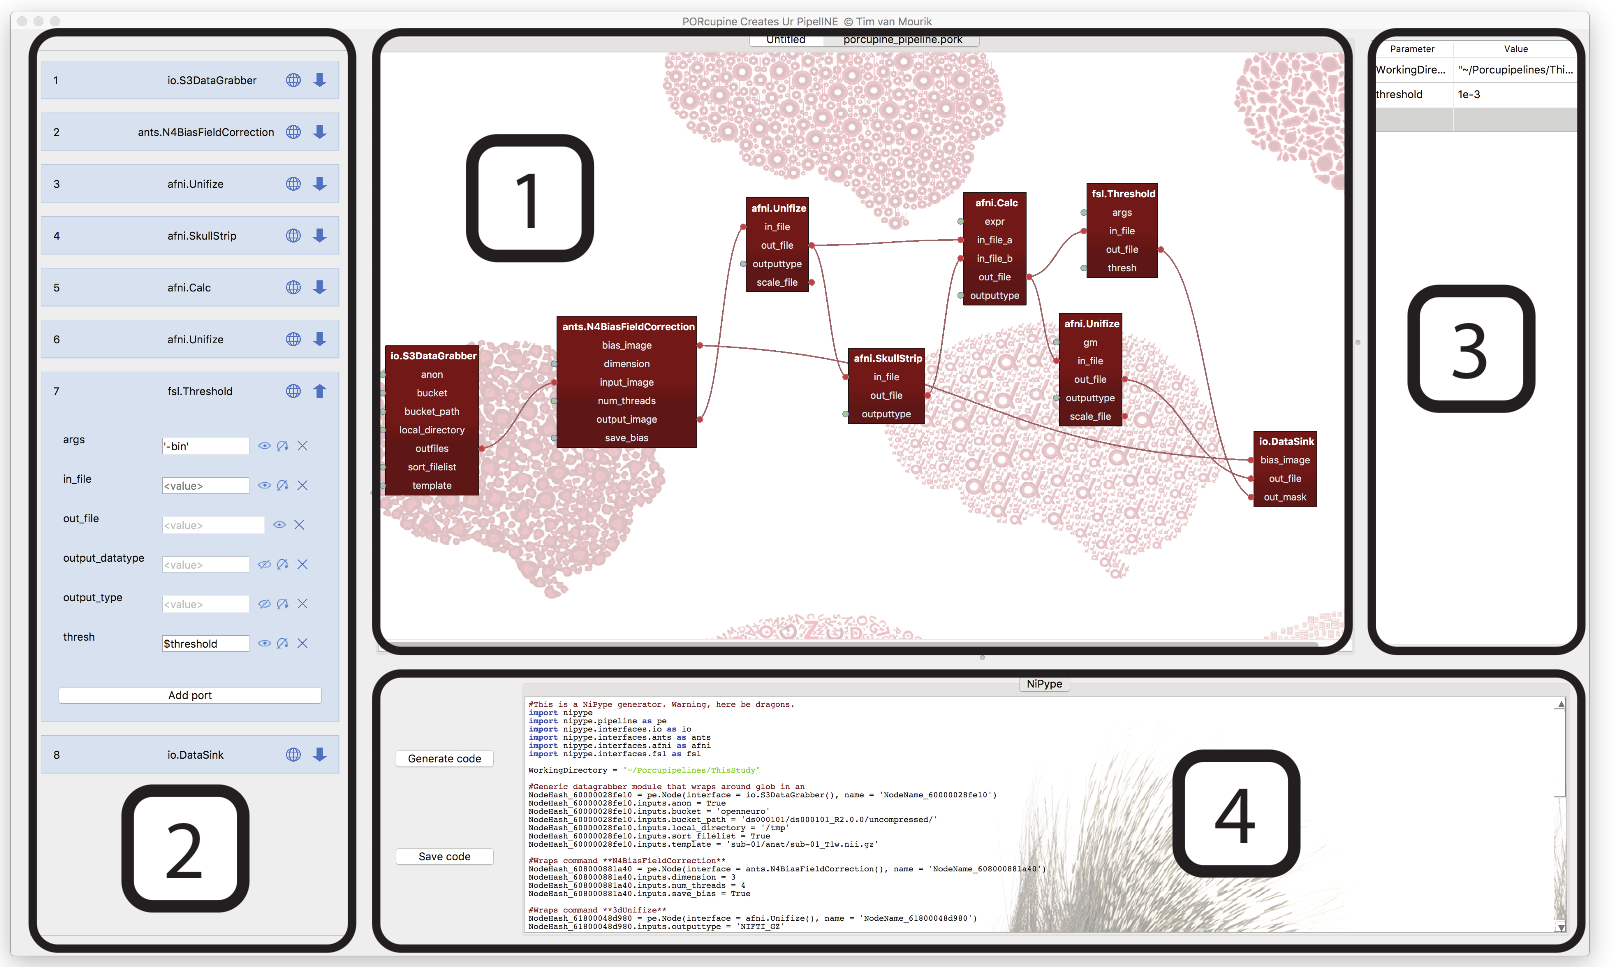 PORcupine Creates Ur PipelINE © Tim van Mourik
1 io.S3DataGrabber
2 ants.N4BiasFieldCorrection
3 afni.Unifize
4 afni.SkullStrip
5 afni.Calc
6 afni.Unifize
7 fsl.Threshold
args '-bin'
in_file <value>
out_file <value>
output_datatype <value>
output_type <value>
thresh $threshold
Add port
8 io.DataSink
2
Untitled porcupine_pipeline.pork
1
io.S3DataGrabber
anon
bucket
bucket_path
local_directory
outfiles
sort_filelist
template
ants.N4BiasFieldCorrection
bias_image
dimension
input_image
num_threads
output_image
save_bias
afni.Unifize
in_file
out_file
outputtype
scale_file
afni.SkullStrip
in_file
out_file
outputtype
afni.Calc
expr
in_file_a
in_file_b
out_file
outputtype
fsl.Threshold
args
in_file
out_file
thresh
afni.Unifize
gm
in_file
out_file
outputtype
scale_file
io.DataSink
bias_image
out_file
out_mask
Parameter Value
WorkingDire... "~/Porcupipelines/Thi...
threshold 1e-3
3
Generate code
Save code
NiPype
#This is a NiPype generator. Warning, here be dragons.
import nipype
import nipype.pipeline as pe
import nipype.interfaces.io as io
import nipype.interfaces.ants as ants
import nipype.interfaces.afni as afni
import nipype.interfaces.fsl as fsl
WorkingDirectory = "~/Porcupipelines/ThisStudy"
#Generic datagrabber module that wraps around glob in an
NodeHash_60000028fe10 = pe.Node(interface = io.S3DataGrabber(), name = 'NodeName_60000028fe10')
NodeHash_60000028fe10.inputs.anon = True
NodeHash_60000028fe10.inputs.bucket = 'openneuro'
NodeHash_60000028fe10.inputs.bucket_path = 'ds000101/ds000101_R2.0.0/uncompressed/'
NodeHash_60000028fe10.inputs.local_directory = '/tmp'
NodeHash_60000028fe10.inputs.sort_filelist = True
NodeHash_60000028fe10.inputs.template = 'sub-01/anat/sub-01_T1w.nii.gz'
#Wraps command **N4BiasFieldCorrection**
NodeHash_608000881a40 = pe.Node(interface = ants.N4BiasFieldCorrection(), name = 'NodeName_608000881a40')
NodeHash_608000881a40.inputs.dimension = 3
NodeHash_608000881a40.inputs.num_threads = 4
NodeHash_608000881a40.inputs.save_bias = True
#Wraps command **3dUnifize**
NodeHash_61800048d980 = pe.Node(interface = afni.Unifize(), name = 'NodeName_61800048d980')
NodeHash_61800048d980.inputs.outputtype = 'NIFTI_GZ'
4